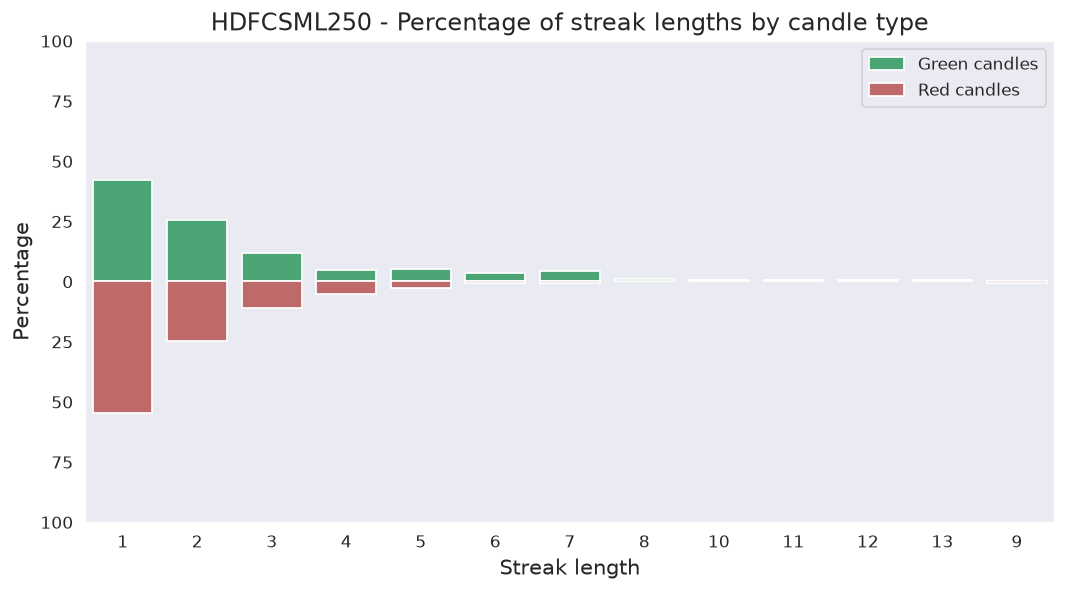 HDFCSML250 - Percentage of streak lengths by candle type
Green candles
Red candles
Percentage
100
75
50
25
0
25
50
75
100
1 2 3 4 5 6 7 8 10 11 12 13 9
Streak length